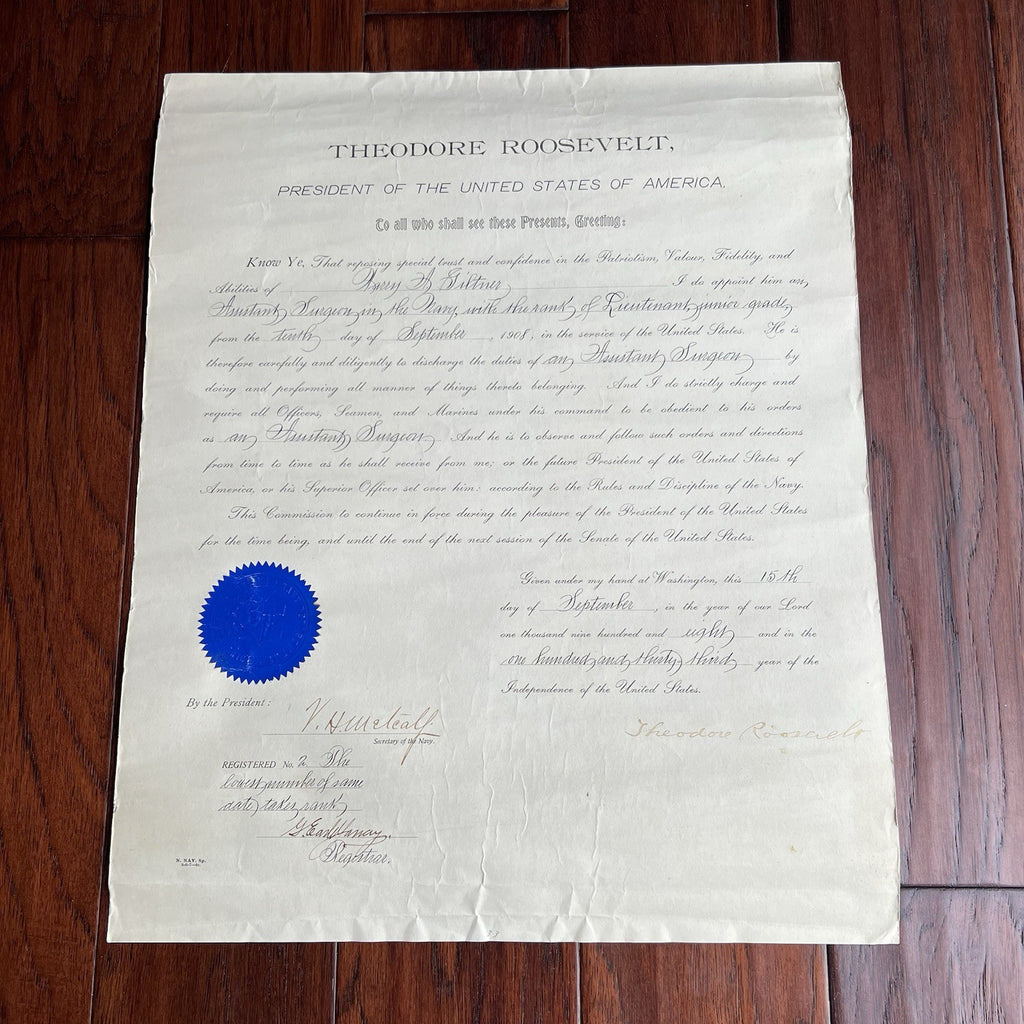 THEODORE ROOSEVELT,
PRESIDENT OF THE UNITED STATES OF AMERICA.
To all who shall see these Presents, Greeting:
Know Ye, That reposing special trust and confidence in the Patriotism, Valour, Fidelity, and
Abilities of Harry A Giltner, I do appoint him an
Assistant Surgeon in the Navy, with the rank of Lieutenant, junior grade,
from the tenth day of September, 1908, in the service of the United States. He is
therefore carefully and diligently to discharge the duties of an Assistant Surgeon by
doing and performing all manner of things thereto belonging. And I do strictly charge and
require all Officers, Seamen, and Marines under his command to be obedient to his orders
as an Assistant Surgeon And he is to observe and follow such orders and directions
from time to time as he shall receive from me, or the future President of the United States of
America, or his Superior Officer set over him: according to the Rules and Discipline of the Navy.
This Commission to continue in force during the pleasure of the President of the United States
for the time being, and until the end of the next session of the Senate of the United States.
Given under my hand at Washington, this 15th
day of September, in the year of our Lord
one thousand nine hundred and eight, and in the
one hundred and thirty third year of the
Independence of the United States.
By the President:
V. H. Metcalf
Secretary of the Navy.
Theodore Roosevelt
REGISTERED No. 2. The
lowest number of same
date takes rank
Registrar.
N. NAV. Sp.